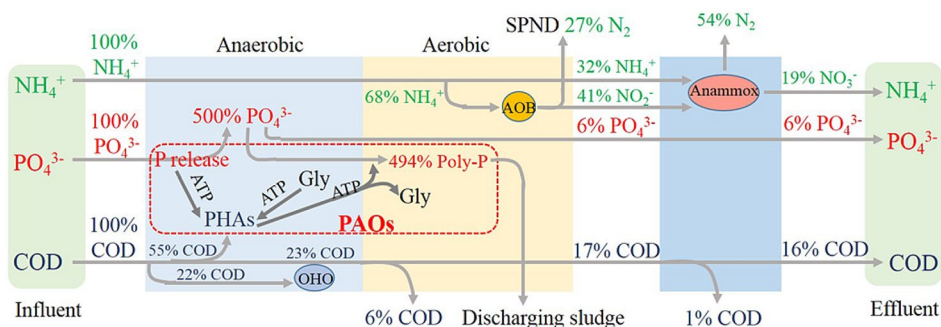 Anaerobic
Aerobic
SPND 27% N₂
54% N₂
100%
NH₄⁺
NH₄⁺
68% NH₄⁺
AOB
32% NH₄⁺
41% NO₂⁻
Anammox
19% NO₃⁻
NH₄⁺
100%
PO₄³⁻
PO₄³⁻
500% PO₄³⁻
6% PO₄³⁻
6% PO₄³⁻
PO₄³⁻
P release
494% Poly-P
ATP
ATP
Gly
ATP
Gly
PHAs
PAOs
100%
COD
COD
55% COD
22% COD
OHO
23% COD
17% COD
16% COD
COD
Influent
6% COD
Discharging sludge
1% COD
Effluent